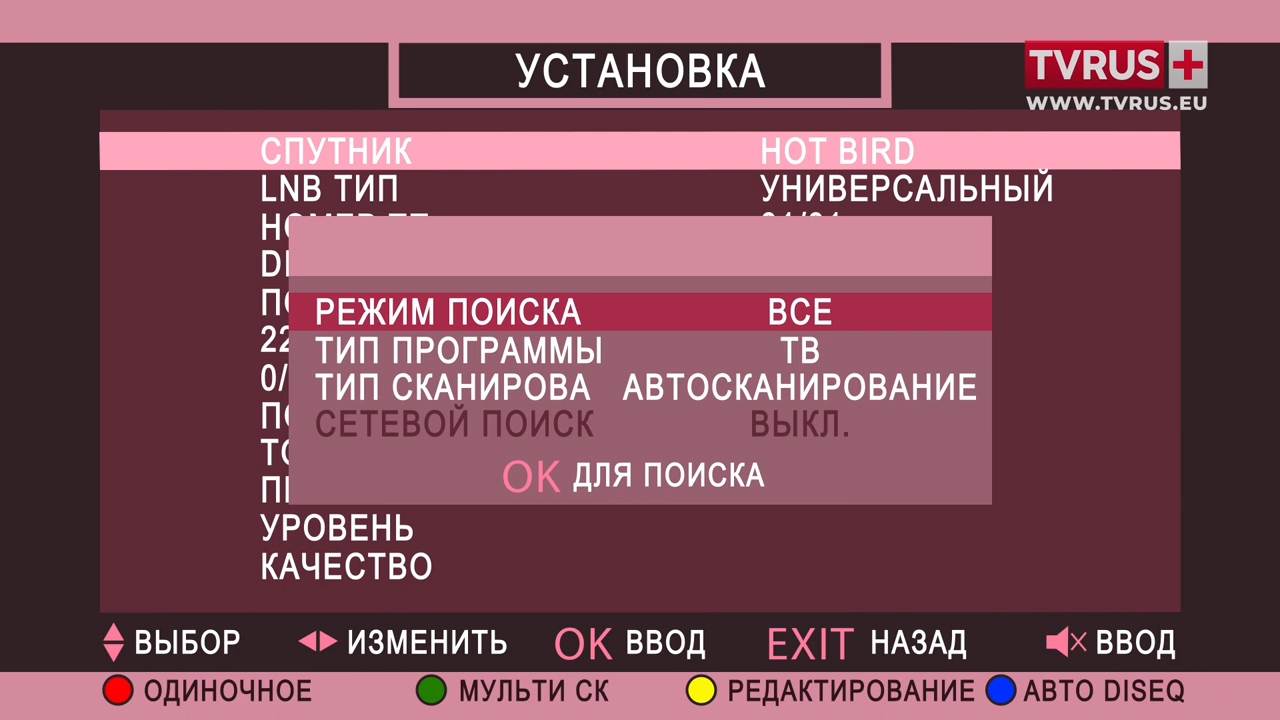 УСТАНОВКА
TVRUS+
WWW.TVRUS.EU
СПУТНИК HOT BIRD
LNB ТИП УНИВЕРСАЛЬНЫЙ
РЕЖИМ ПОИСКА ВСЕ
ТИП ПРОГРАММЫ ТВ
ТИП СКАНИРОВА АВТОСКАНИРОВАНИЕ
СЕТЕВОЙ ПОИСК ВЫКЛ.
OK ДЛЯ ПОИСКА
УРОВЕНЬ
КАЧЕСТВО
ВЫБОР ИЗМЕНИТЬ OK ВВОД EXIT НАЗАД ВВОД
ОДИНОЧНОЕ МУЛЬТИ СК РЕДАКТИРОВАНИЕ АВТО DISEQ